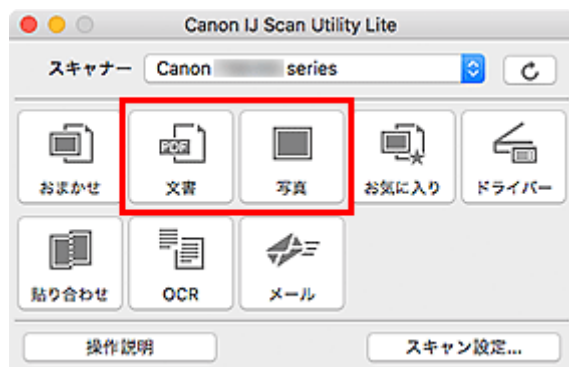 Canon IJ Scan Utility Lite
スキャナー Canon series
PDF
おまかせ 文書 写真 お気に入り ドライバー
貼り合わせ OCR メール
操作説明 スキャン設定...